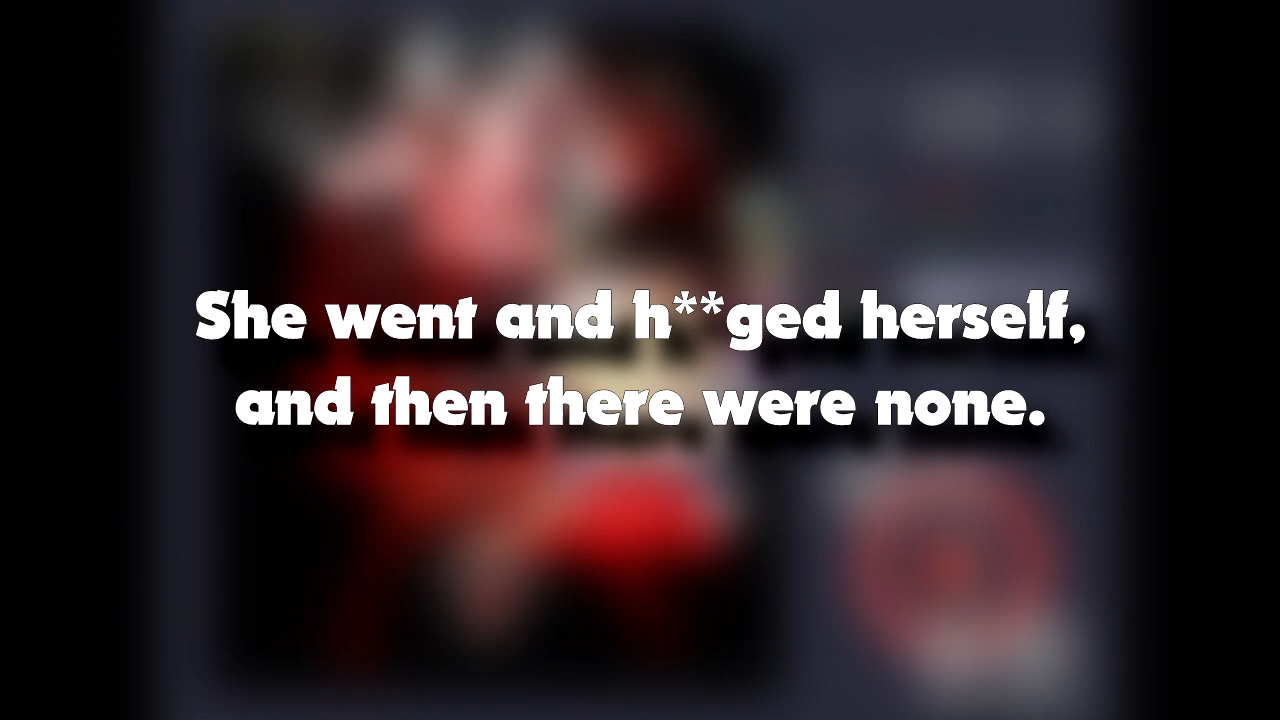 She went and h**ged herself,
and then there were none.